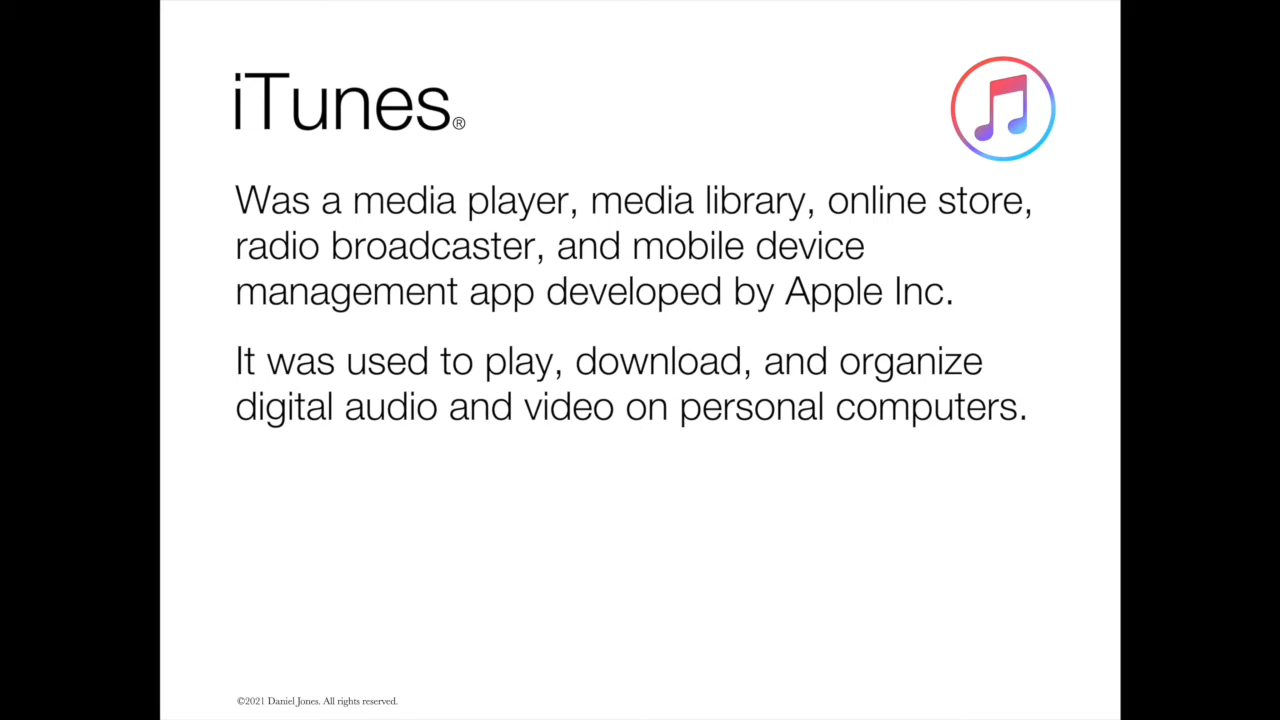 iTunes®
Was a media player, media library, online store,
radio broadcaster, and mobile device
management app developed by Apple Inc.
It was used to play, download, and organize
digital audio and video on personal computers.
©2021 Daniel Jones. All rights reserved.